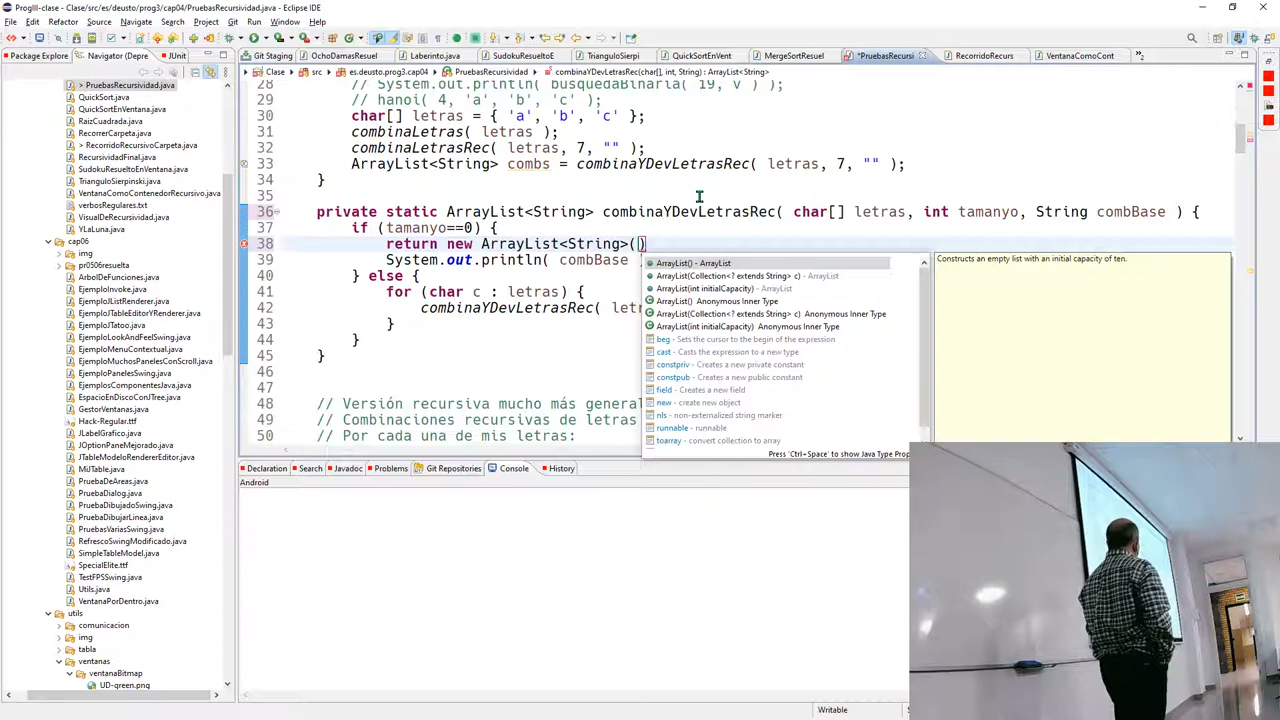 ProgIII-clase - Clase/src/es/deusto/prog3/cap04/PruebasRecursividad.java - Eclipse IDE
File Edit Refactor Source Navigate Search Project Git Run Window Help
Package Explorer Navigator (Depre JUnit
Git Staging OchoDamasResuel Laberinto.java SudokuResueltoE TrianguloSierpi QuickSortEnVent MergeSortResuel *PruebasRecursi RecorridoRecurs VentanaComoCont
Clase src es.deusto.prog3.cap04 PruebasRecursividad combinaYDevLetrasRec(char[], int, String) : ArrayList<String>
> PruebasRecursividad.java
QuickSort.java
QuickSortEnVentana.java
RaizCuadrada.java
RecorrerCarpeta.java
> RecorridoRecursivoCarpeta.java
RecursividadFinal.java
SudokuResueltoEnVentana.java
TrianguloSierpinski.java
VentanaComoContenedorRecursivo.java
verbosRegulares.txt
VisualDeRecursividad.java
YLaLuna.java
cap06
img
pr0506resuelta
EjemploInvoke.java
EjemploJListRenderer.java
EjemploJTableEditorYRenderer.java
EjemploJTatoo.java
EjemploLookAndFeelSwing.java
EjemploMenuContextual.java
EjemploMuchosPanelesConScroll.java
EjemploPanelesSwing.java
EjemplosComponentesJava.java
EspacioEnDiscoConJTree.java
GestorVentanas.java
Hack-Regular.ttf
JLabelGrafico.java
JOptionPaneMejorado.java
JTableModeloRendererEditor.java
MiJTable.java
PruebaDeAreas.java
PruebaDialog.java
PruebaDibujadoSwing.java
PruebaDibujarLinea.java
PruebasVariasSwing.java
RefrescoSwingModificado.java
SimpleTableModel.java
SpecialElite.ttf
TestFPSSwing.java
Utils.java
VentanaPorDentro.java
utils
comunicacion
img
tabla
ventanas
ventanaBitmap
UD-green.png
28 // System.out.println( busquedaBinaria( 19, v ) );
29 // hanoi( 4, 'a', 'b', 'c' );
30 char[] letras = { 'a', 'b', 'c' };
31 combinaLetras( letras );
32 combinaLetrasRec( letras, 7, "" );
33 ArrayList<String> combs = combinaYDevLetrasRec( letras, 7, "" );
34 }
35
36 private static ArrayList<String> combinaYDevLetrasRec( char[] letras, int tamanyo, String combBase ) {
37 if (tamanyo==0) {
38 return new ArrayList<String>()
39 System.out.println( combBase
40 } else {
41 for (char c : letras) {
42 combinaYDevLetrasRec( let
43 }
44 }
45 }
46
47
48 // Versión recursiva mucho más general
49 // Combinaciones recursivas de letras
50 // Por cada una de mis letras:
ArrayList() - ArrayList
ArrayList(Collection<? extends String> c) - ArrayList
ArrayList(int initialCapacity) - ArrayList
ArrayList() Anonymous Inner Type
ArrayList(Collection<? extends String> c) Anonymous Inner Type
ArrayList(int initialCapacity) Anonymous Inner Type
beg - Sets the cursor to the begin of the expression
cast - Casts the expression to a new type
constpriv - Creates a new private constant
constpub - Creates a new public constant
field - Creates a new field
new - create new object
nls - non-externalized string marker
runnable - runnable
toarray - convert collection to array
Press 'Ctrl+Space' to show Java Type Prop
Constructs an empty list with an initial capacity of ten.
Declaration Search Javadoc Problems Git Repositories Console History
Android
Writable